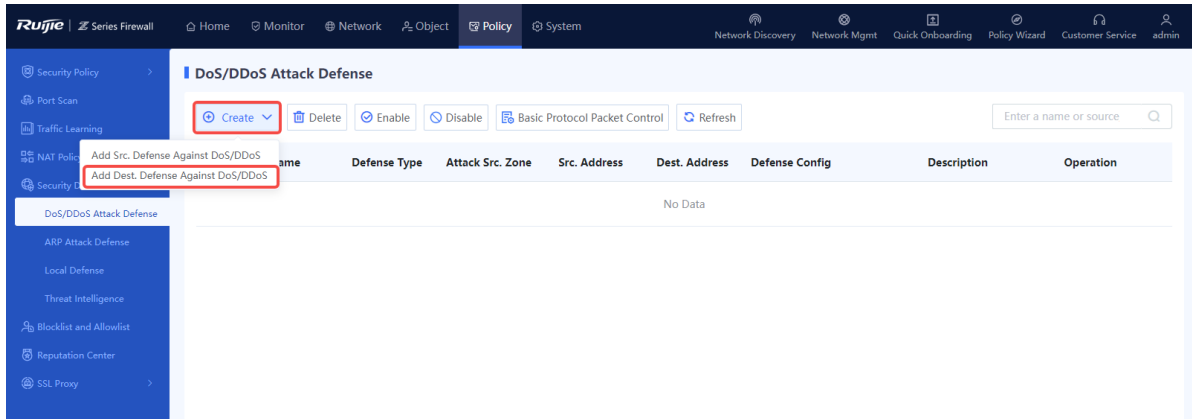 Ruijie | Z Series Firewall Home Monitor Network Object Policy System Network Discovery Network Mgmt Quick Onboarding Policy Wizard Customer Service admin
Security Policy
Port Scan
Traffic Learning
NAT Policy
Security D
DoS/DDoS Attack Defense
ARP Attack Defense
Local Defense
Threat Intelligence
Blocklist and Allowlist
Reputation Center
SSL Proxy
DoS/DDoS Attack Defense
Create Delete Enable Disable Basic Protocol Packet Control Refresh Enter a name or source
Add Src. Defense Against DoS/DDoS
Add Dest. Defense Against DoS/DDoS
ame Defense Type Attack Src. Zone Src. Address Dest. Address Defense Config Description Operation
No Data